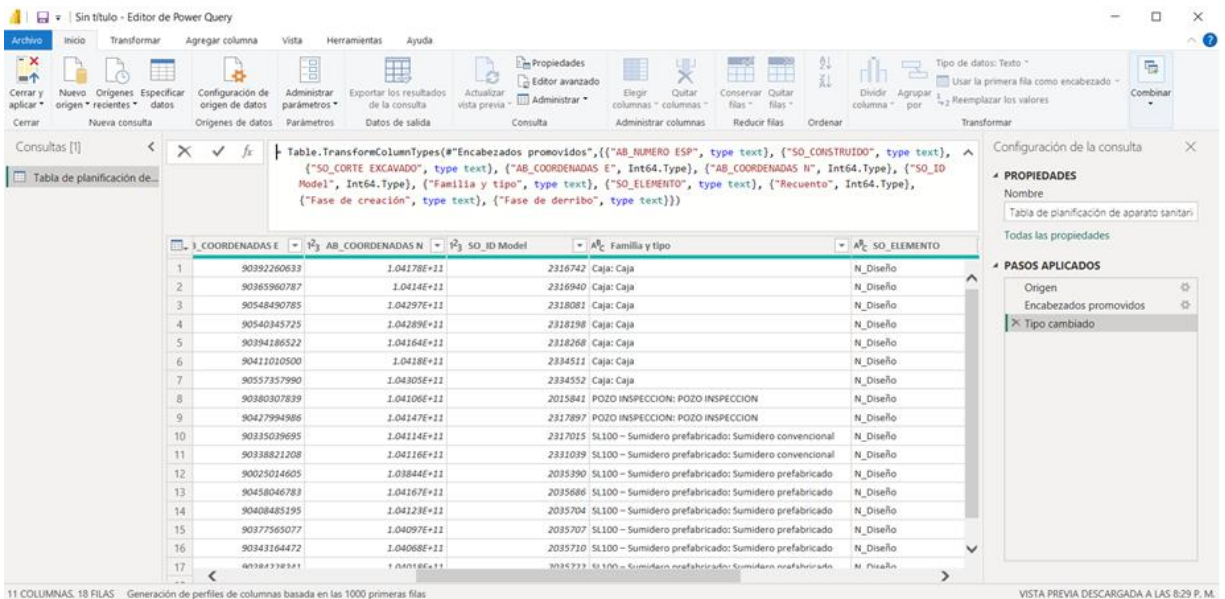 Sin título - Editor de Power Query
Archivo Inicio Transformar Agregar columna Vista Herramientas Ayuda
Cerrar y aplicar Nuevo origen Orígenes recientes Especificar datos Configuración de origen de datos Administrar parámetros Exportar los resultados de la consulta Actualizar vista previa Propiedades Editor avanzado Administrar Elegir columnas Quitar columnas Conservar filas Quitar filas Dividir columna Agrupar por Tipo de datos: Texto Usar la primera fila como encabezado Reemplazar los valores Combinar
Cerrar Nueva consulta Orígenes de datos Parámetros Datos de salida Consulta Administrar columnas Reducir filas Ordenar Transformar
Consultas [1]
Tabla de planificación de...
= Table.TransformColumnTypes(#"Encabezados promovidos",{{"AB_NUMERO ESP", type text}, {"SO_CONSTRUIDO", type text},
{"SO_CORTE EXCAVADO", type text}, {"AB_COORDENADAS E", Int64.Type}, {"AB_COORDENADAS N", Int64.Type}, {"SO_ID
Model", Int64.Type}, {"Familia y tipo", type text}, {"SO_ELEMENTO", type text}, {"Recuento", Int64.Type},
{"Fase de creación", type text}, {"Fase de derribo", type text}})
3_COORDENADAS E 123 AB_COORDENADAS N 123 SO_ID Model ABC Familia y tipo ABC SO_ELEMENTO
1 90392260633 1.04178E+11 2316742 Caja: Caja N_Diseño
2 90365960787 1.0414E+11 2316940 Caja: Caja N_Diseño
3 90548490785 1.04297E+11 2318081 Caja: Caja N_Diseño
4 90540345725 1.04289E+11 2318198 Caja: Caja N_Diseño
5 90394186522 1.04164E+11 2318268 Caja: Caja N_Diseño
6 90411010500 1.0418E+11 2334511 Caja: Caja N_Diseño
7 90557357990 1.04305E+11 2334552 Caja: Caja N_Diseño
8 90380307839 1.04106E+11 2015841 POZO INSPECCION: POZO INSPECCION N_Diseño
9 90427994986 1.04147E+11 2317897 POZO INSPECCION: POZO INSPECCION N_Diseño
10 90335039695 1.04114E+11 2317015 SL100 – Sumidero prefabricado: Sumidero convencional N_Diseño
11 90338821208 1.04116E+11 2331039 SL100 – Sumidero prefabricado: Sumidero convencional N_Diseño
12 90025014605 1.03844E+11 2035390 SL100 – Sumidero prefabricado: Sumidero prefabricado N_Diseño
13 90458046783 1.04167E+11 2035686 SL100 – Sumidero prefabricado: Sumidero prefabricado N_Diseño
14 90408485195 1.04123E+11 2035704 SL100 – Sumidero prefabricado: Sumidero prefabricado N_Diseño
15 90377565077 1.04097E+11 2035707 SL100 – Sumidero prefabricado: Sumidero prefabricado N_Diseño
16 90343164472 1.04068E+11 2035710 SL100 – Sumidero prefabricado: Sumidero prefabricado N_Diseño
17 90284228341 1.04018E+11 SL100 – Sumidero prefabricado: Sumidero prefabricado N_Diseño
Configuración de la consulta
PROPIEDADES
Nombre
Tabla de planificación de aparato sanitari
Todas las propiedades
PASOS APLICADOS
Origen
Encabezados promovidos
Tipo cambiado
11 COLUMNAS, 18 FILAS Generación de perfiles de columnas basada en las 1000 primeras filas VISTA PREVIA DESCARGADA A LAS 8:29 P. M.